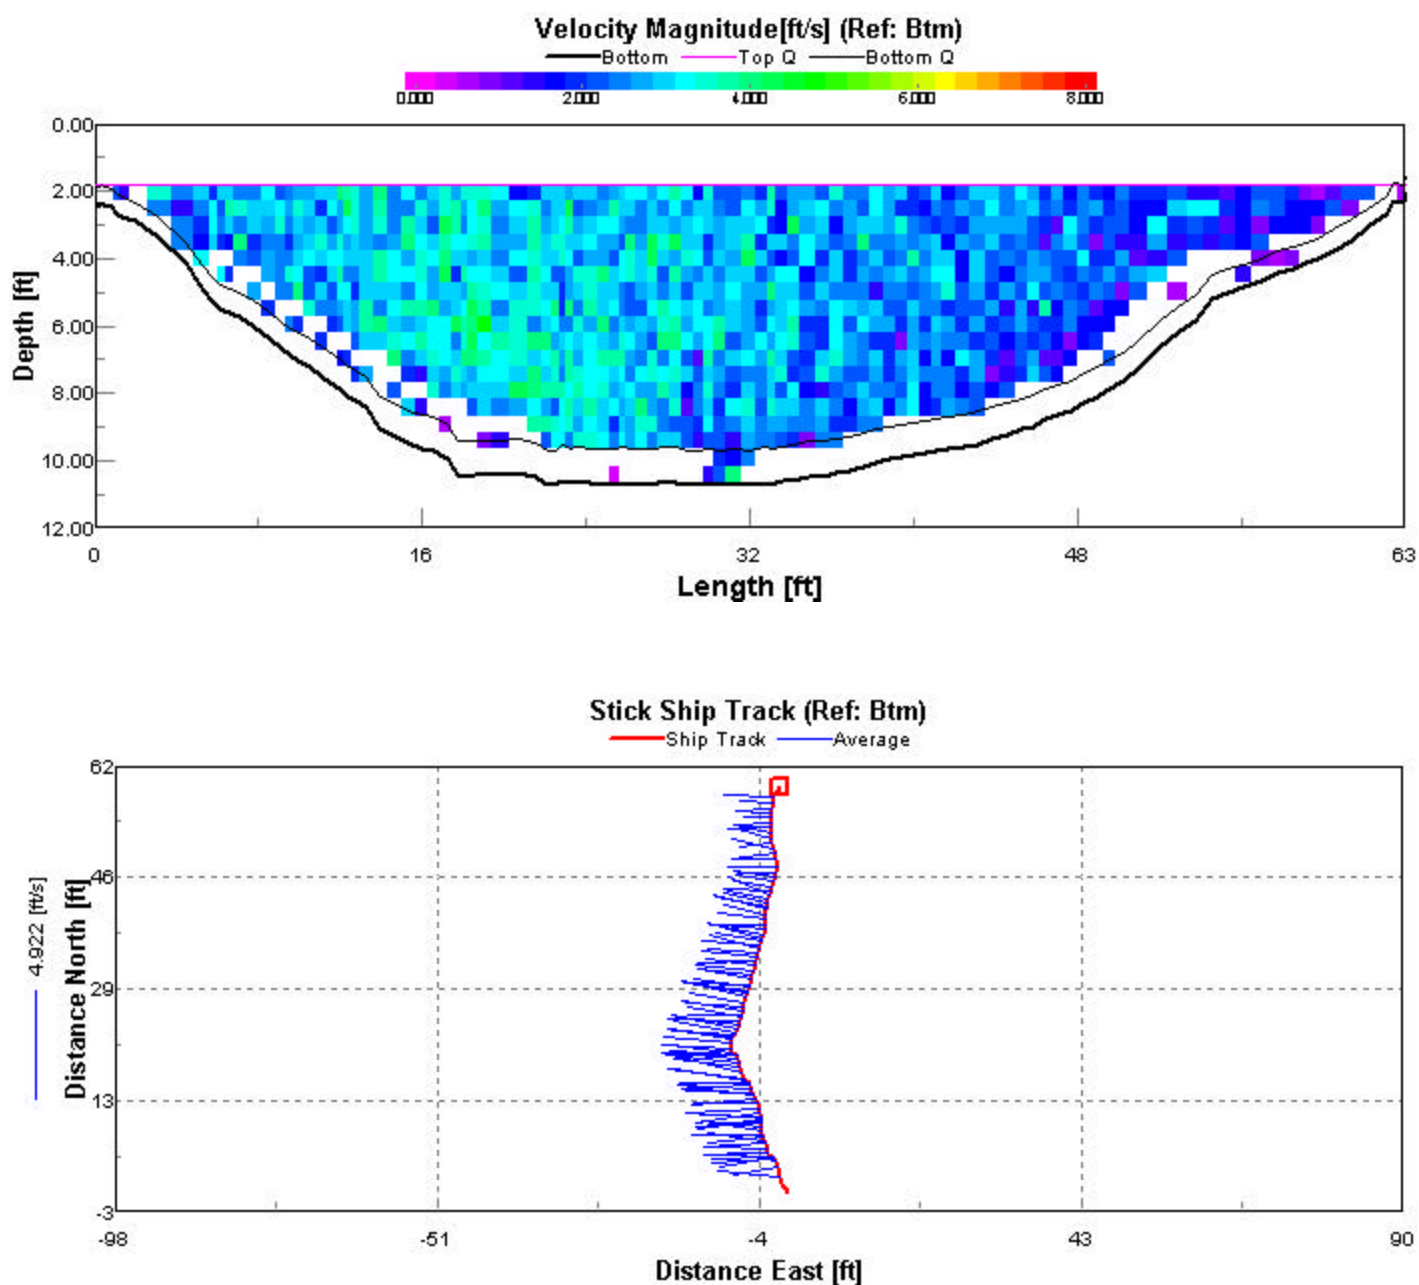 Velocity Magnitude[ft/s] (Ref: Btm)
Bottom Top Q Bottom Q
0.000 2.000 4.000 6.000 8.000
0.00
2.00
4.00
6.00
8.00
10.00
12.00
Depth [ft]
0 16 32 48 63
Length [ft]
Stick Ship Track (Ref: Btm)
Ship Track Average
62
46
29
13
-3
4.922 [ft/s]
Distance North [ft]
-98 -51 -4 43 90
Distance East [ft]